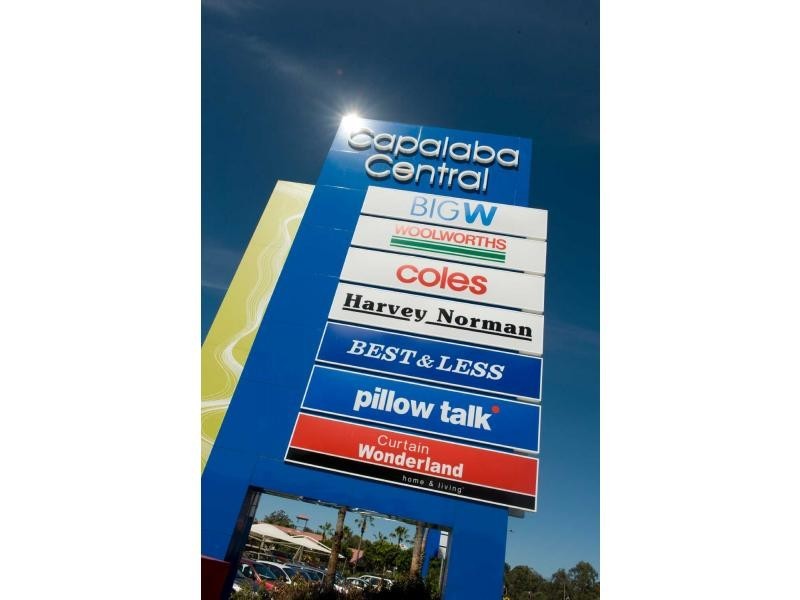 Capalaba
Central
BIG W
WOOLWORTHS
coles
Harvey Norman
BEST & LESS
pillow talk
Curtain
Wonderland
home & living